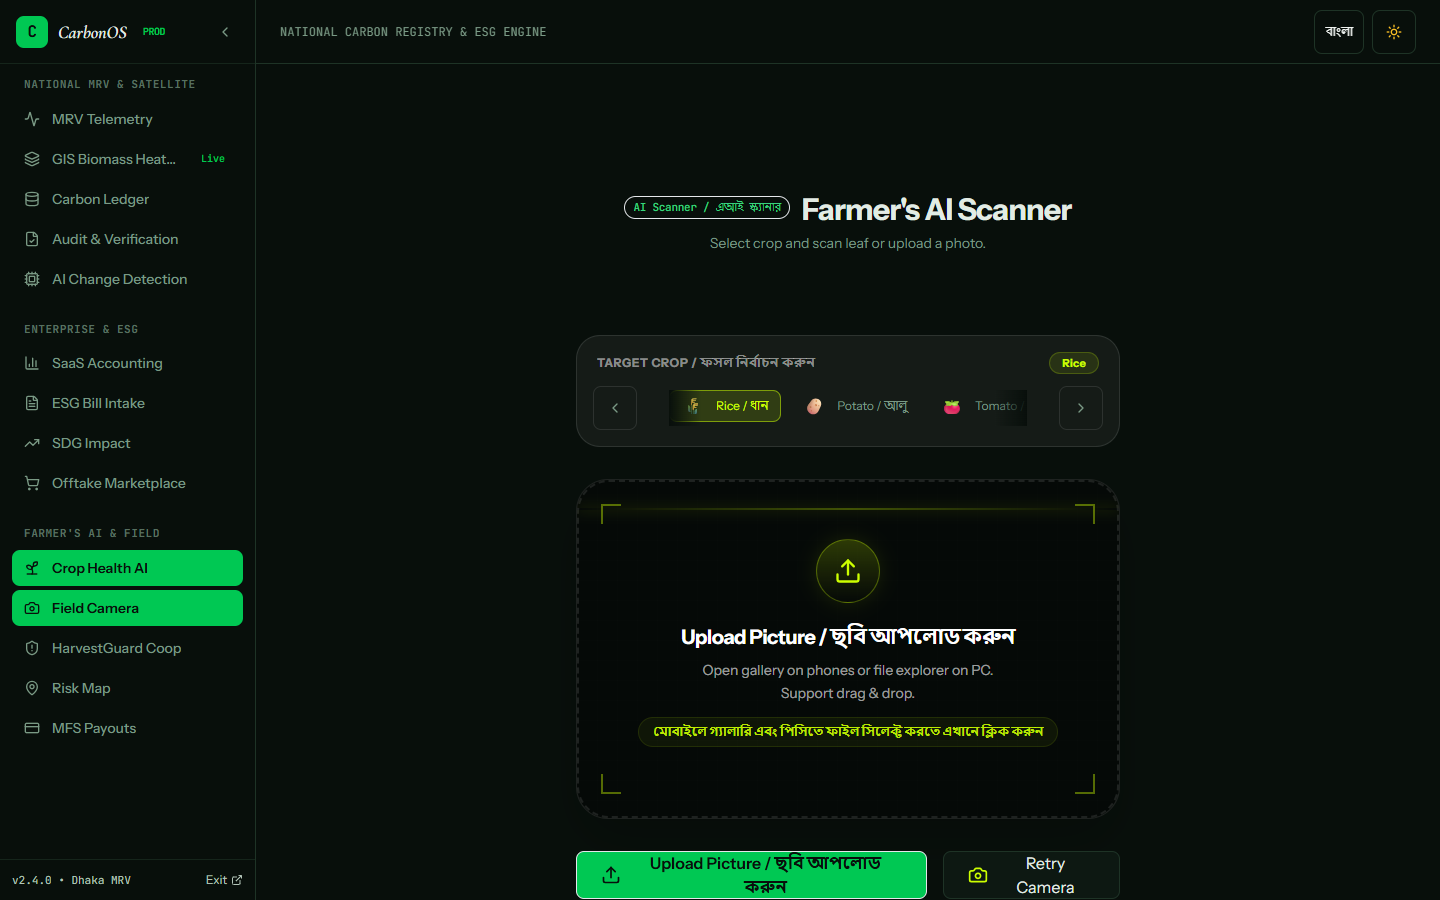 C CarbonOS PROD
NATIONAL CARBON REGISTRY & ESG ENGINE
বাংলা
NATIONAL MRV & SATELLITE
MRV Telemetry
GIS Biomass Heat... Live
Carbon Ledger
Audit & Verification
AI Change Detection
ENTERPRISE & ESG
SaaS Accounting
ESG Bill Intake
SDG Impact
Offtake Marketplace
FARMER'S AI & FIELD
Crop Health AI
Field Camera
HarvestGuard Coop
Risk Map
MFS Payouts
v2.4.0 • Dhaka MRV Exit
AI Scanner / এআই স্ক্যানার Farmer's AI Scanner
Select crop and scan leaf or upload a photo.
TARGET CROP / ফসল নির্বাচন করুন Rice
Rice / ধান Potato / আলু Tomato /
Upload Picture / ছবি আপলোড করুন
Open gallery on phones or file explorer on PC.
Support drag & drop.
মোবাইলে গ্যালারি এবং পিসিতে ফাইল সিলেক্ট করতে এখানে ক্লিক করুন
Upload Picture / ছবি আপলোড
করুন
Retry
Camera